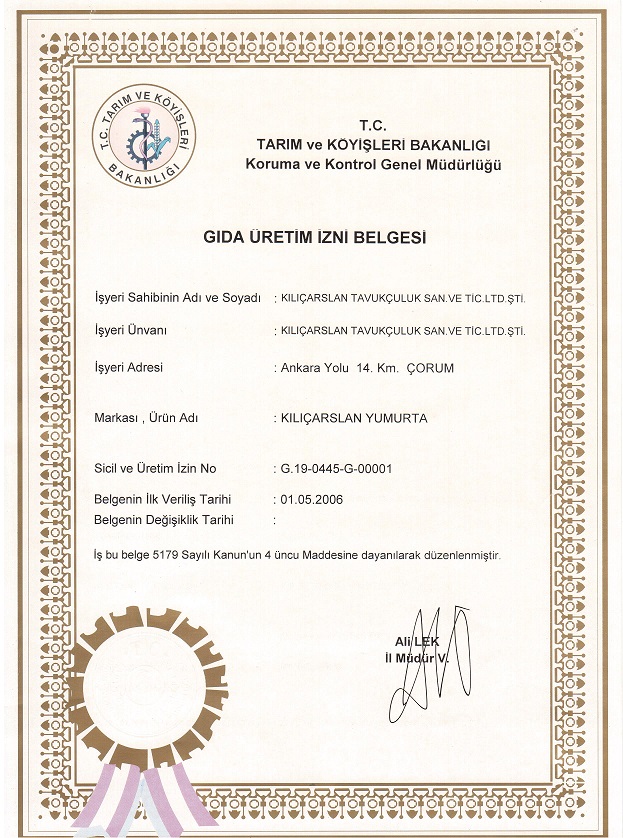 T.C. TARIM VE KÖYİŞLERİ BAKANLIĞI
T.C.
TARIM ve KÖYİŞLERİ BAKANLIGI
Koruma ve Kontrol Genel Müdürlüğü
GIDA ÜRETİM İZNİ BELGESİ
İşyeri Sahibinin Adı ve Soyadı : KILIÇARSLAN TAVUKÇULUK SAN.VE TİC.LTD.ŞTİ.
İşyeri Ünvanı : KILIÇARSLAN TAVUKÇULUK SAN.VE TİC.LTD.ŞTİ.
İşyeri Adresi : Ankara Yolu 14. Km. ÇORUM
Markası , Ürün Adı : KILIÇARSLAN YUMURTA
Sicil ve Üretim İzin No : G.19-0445-G-00001
Belgenin İlk Veriliş Tarihi : 01.05.2006
Belgenin Değişiklik Tarihi :
İş bu belge 5179 Sayılı Kanun'un 4 üncu Maddesine dayanılarak düzenlenmiştir.
Ali LEK
İl Müdür V.